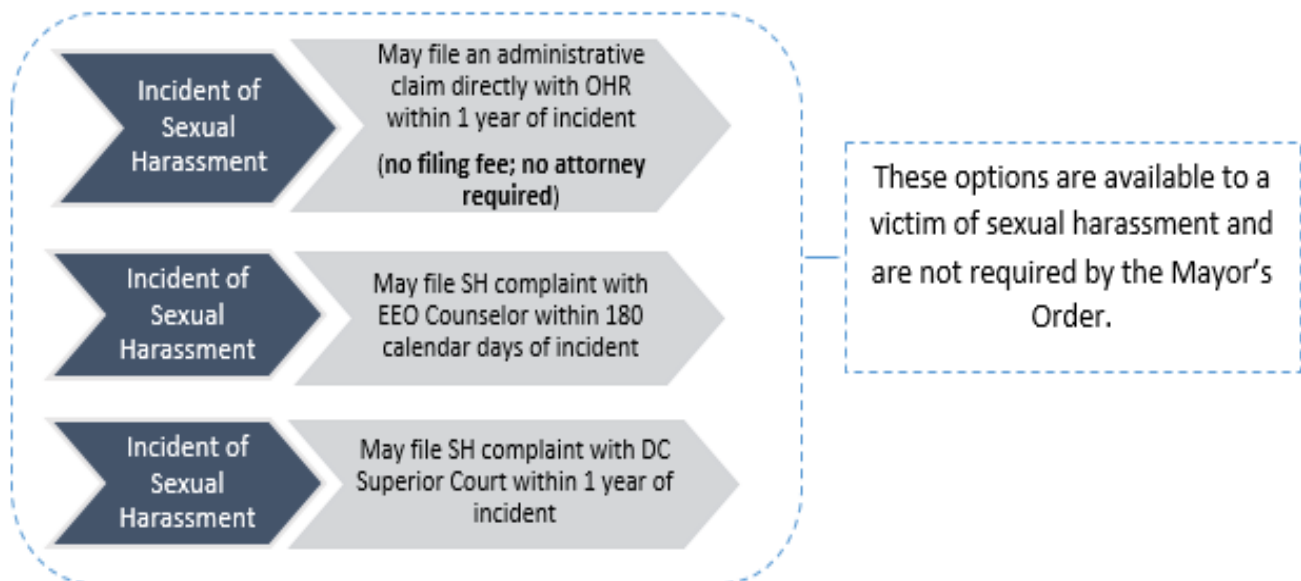 Incident of
Sexual
Harassment
May file an administrative
claim directly with OHR
within 1 year of incident
(no filing fee; no attorney
required)
Incident of
Sexual
Harassment
May file SH complaint with
EEO Counselor within 180
calendar days of incident
Incident of
Sexual
Harassment
May file SH complaint with DC
Superior Court within 1 year of
incident
These options are available to a
victim of sexual harassment and
are not required by the Mayor's
Order.